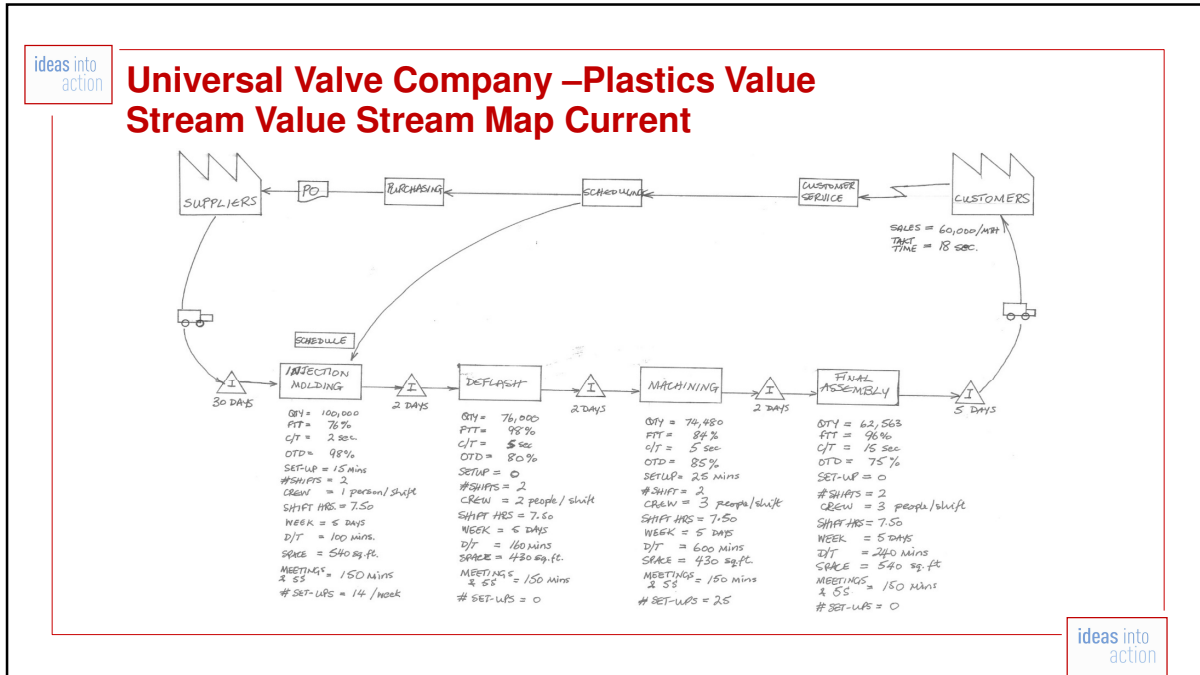 ideas into
action
Universal Valve Company –Plastics Value
Stream Value Stream Map Current
SUPPLIERS
PO
PURCHASING
SCHEDULING
CUSTOMER
SERVICE
CUSTOMERS
SALES = 60,000/MTH
TAKT
TIME = 18 SEC.
SCHEDULE
I
30 DAYS
INJECTION
MOLDING
I
2 DAYS
DEFLASH
I
2 DAYS
MACHINING
I
2 DAYS
FINAL
ASSEMBLY
I
5 DAYS
QTY = 100,000
FTT = 76%
C/T = 2 sec
OTD = 98%
SET-UP = 15 mins
#SHIFTS = 2
CREW = 1 person/shift
SHIFT HRS. = 7.50
WEEK = 5 DAYS
D/T = 100 mins.
SPACE = 540 sq.ft.
MEETINGS
& 5S = 150 mins
# SET-UPS = 14 /week
QTY = 76,000
FTT = 98%
C/T = 5 sec
OTD = 80%
SETUP = 0
#SHIFTS = 2
CREW = 2 people/shift
SHIFT HRS = 7.50
WEEK = 5 DAYS
D/T = 160 mins
SPACE = 430 sq.ft.
MEETINGS
& 5S = 150 mins
# SET-UPS = 0
QTY = 74,480
FTT = 84%
C/T = 5 sec
OTD = 85%
SETUP = 25 mins
#SHIFT = 2
CREW = 3 people/shift
SHIFT HRS = 7.50
WEEK = 5 DAYS
D/T = 600 mins
SPACE = 430 sq.ft.
MEETINGS
& 5S = 150 mins
# SET-UPS = 25
QTY = 62,563
FTT = 96%
C/T = 15 sec
OTD = 75%
SET-UP = 0
#SHIFTS = 2
CREW = 3 people/shift
SHIFT HRS = 7.50
WEEK = 5 DAYS
D/T = 240 mins
SPACE = 540 sq.ft.
MEETINGS
& 5S = 150 mins
# SET-UPS = 0
ideas into
action